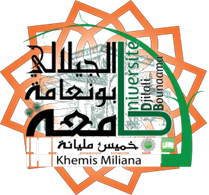 الجيلالي
بونعامة
جامعة
خميس مليانة
Khemis Miliana
Université
Djilali
Bounaama